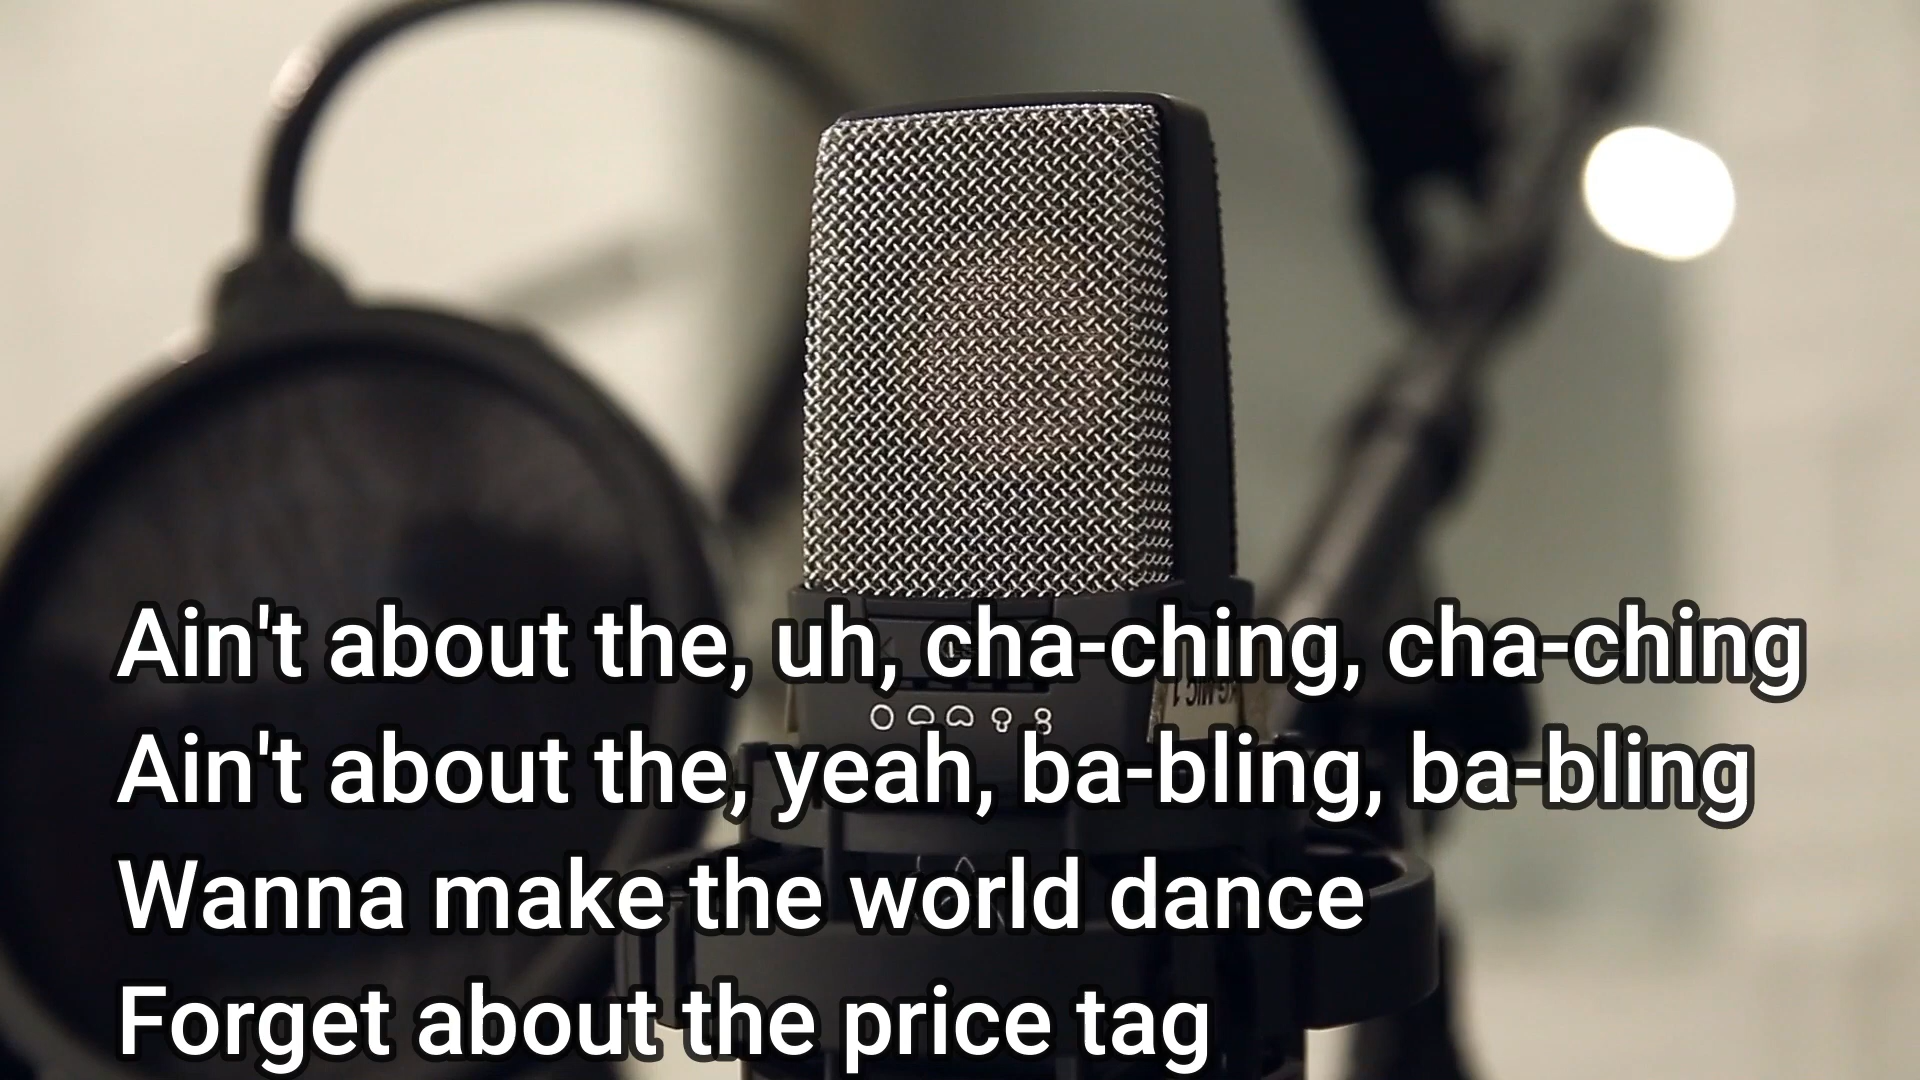 Ain't about the, uh, cha-ching, cha-ching
Ain't about the, yeah, ba-bling, ba-bling
Wanna make the world dance
Forget about the price tag